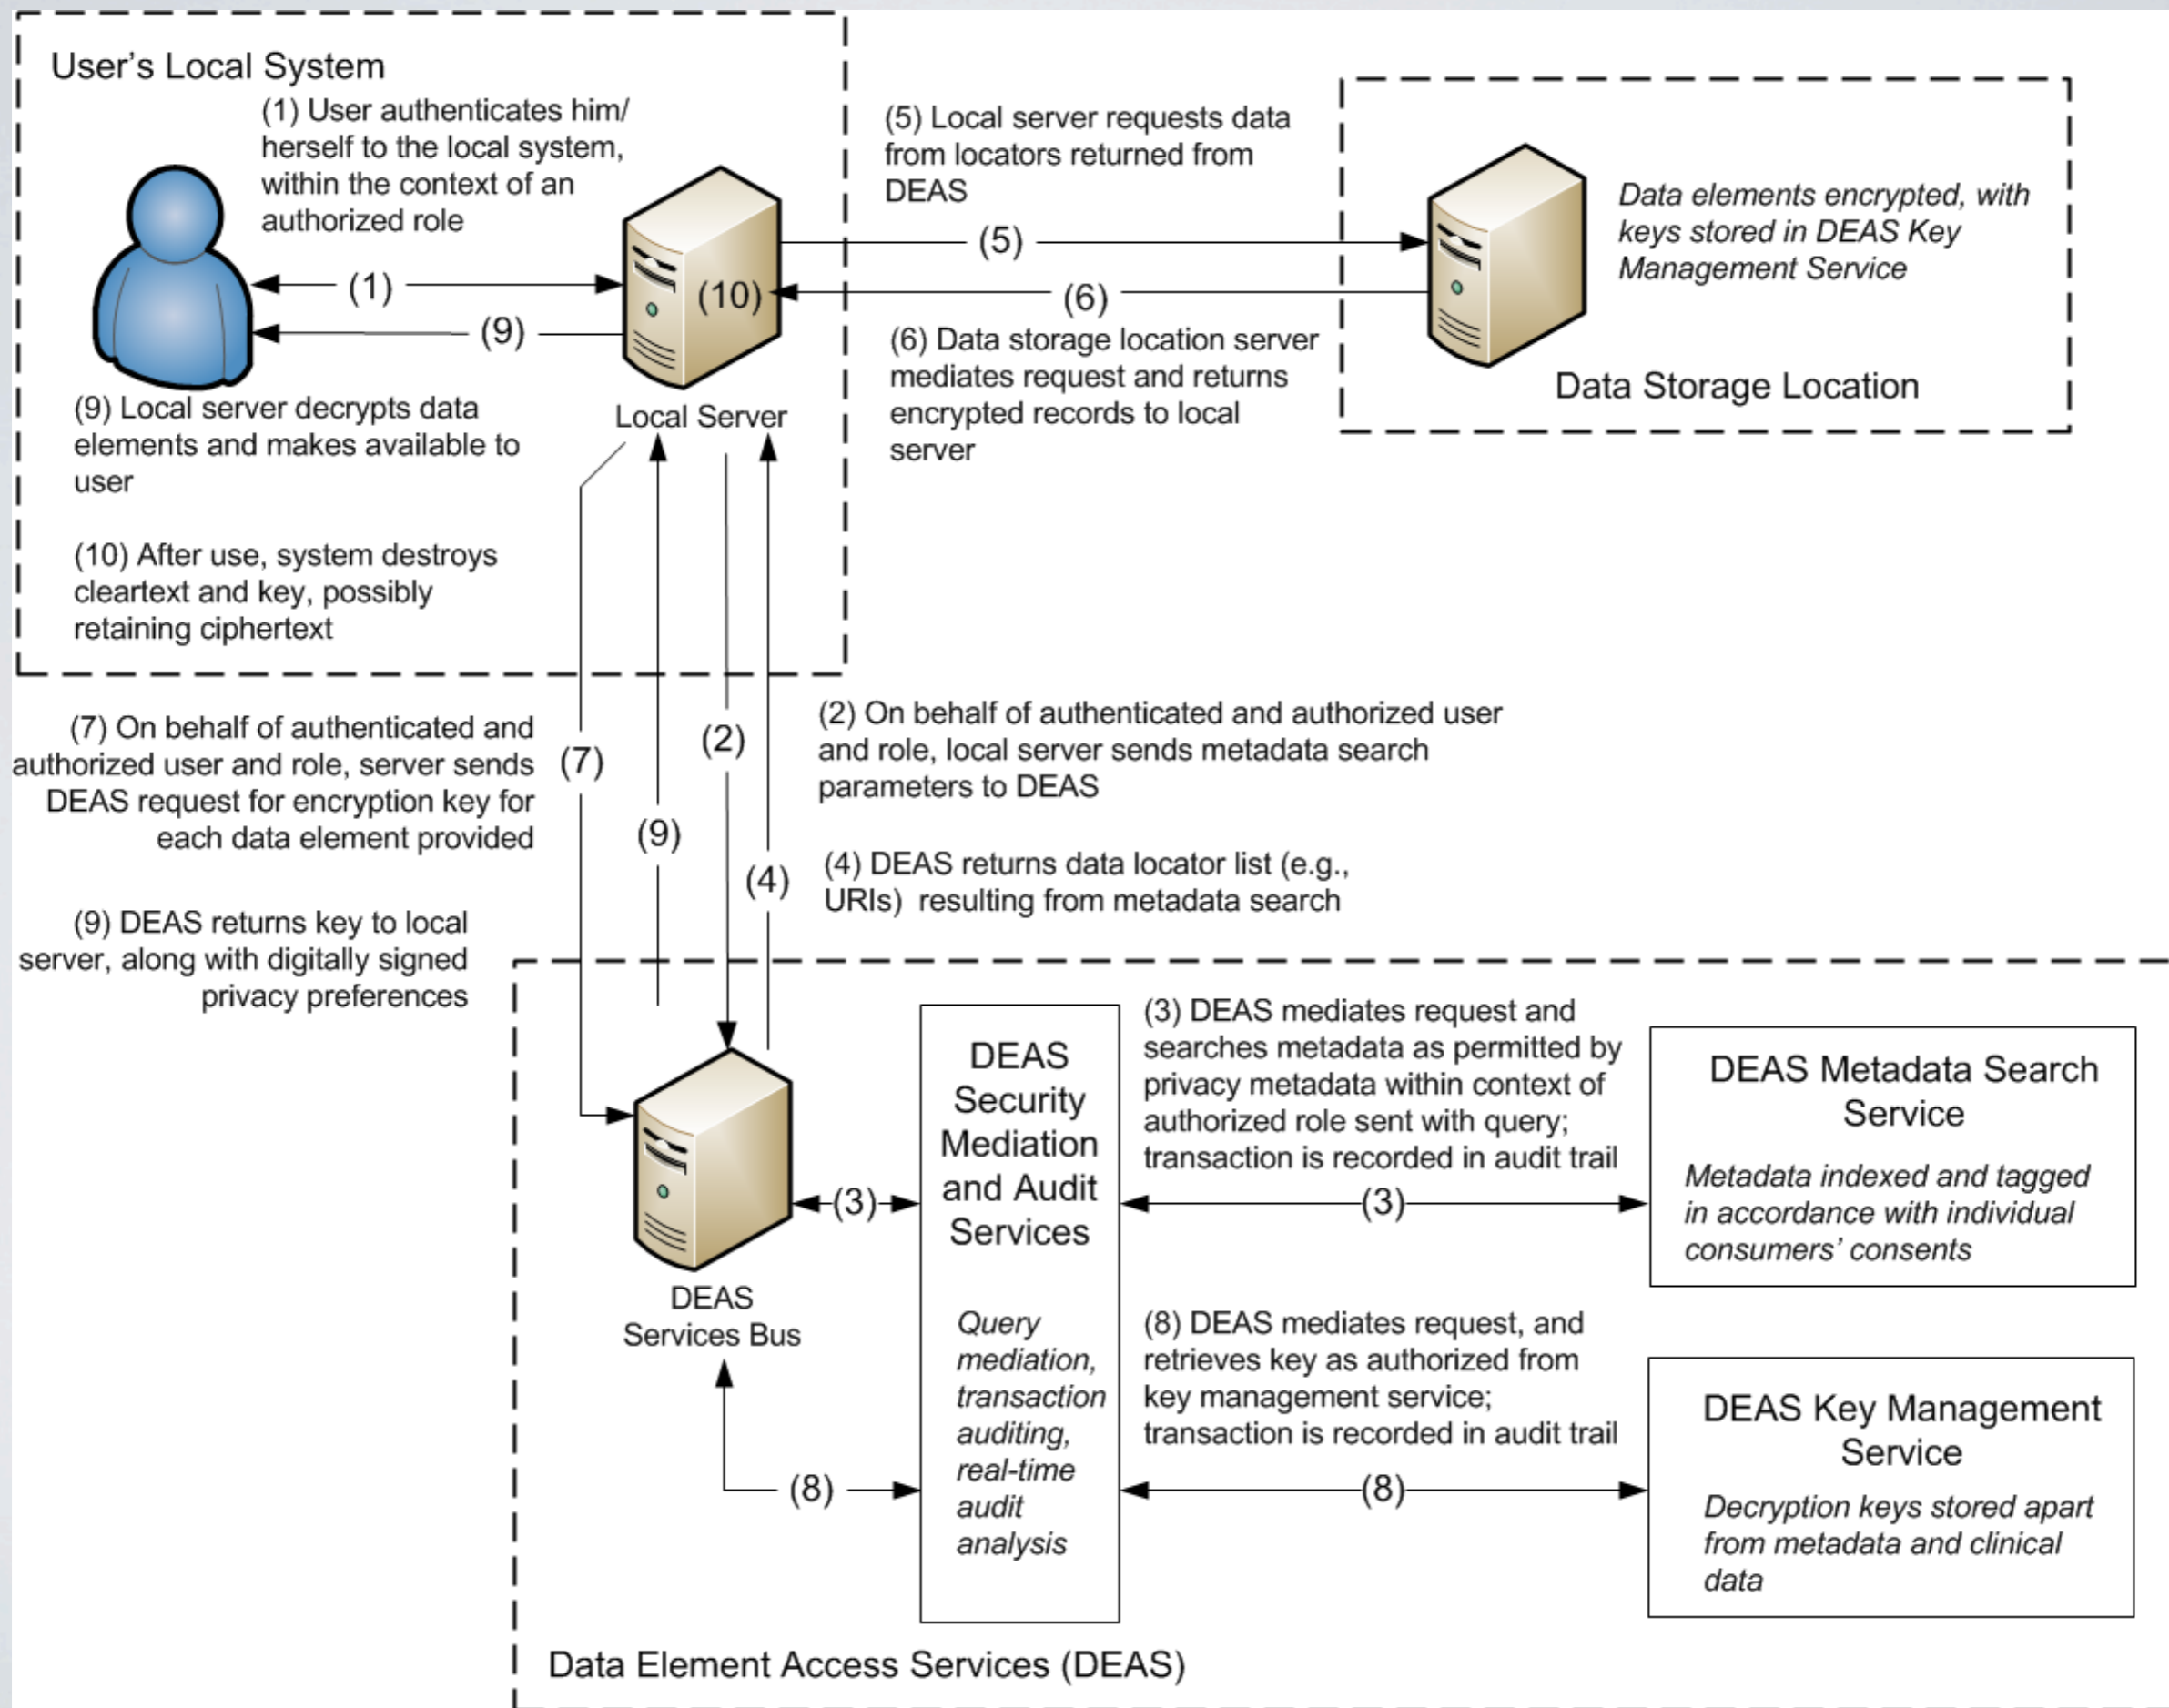 User's Local System
(1) User authenticates him/
herself to the local system,
within the context of an
authorized role
(1)
(9)
(10)
Local Server
(9) Local server decrypts data
elements and makes available to
user
(10) After use, system destroys
cleartext and key, possibly
retaining ciphertext
(5) Local server requests data
from locators returned from
DEAS
(5)
(6)
(6) Data storage location server
mediates request and returns
encrypted records to local
server
Data elements encrypted, with
keys stored in DEAS Key
Management Service
Data Storage Location
(7) On behalf of authenticated and
authorized user and role, server sends
DEAS request for encryption key for
each data element provided
(7)
(9)
(2)
(4)
(2) On behalf of authenticated and authorized user
and role, local server sends metadata search
parameters to DEAS
(4) DEAS returns data locator list (e.g.,
URIs) resulting from metadata search
(9) DEAS returns key to local
server, along with digitally signed
privacy preferences
DEAS
Services Bus
(3)
(8)
DEAS
Security
Mediation
and Audit
Services
Query
mediation,
transaction
auditing,
real-time
audit
analysis
(3) DEAS mediates request and
searches metadata as permitted by
privacy metadata within context of
authorized role sent with query;
transaction is recorded in audit trail
(3)
(8) DEAS mediates request, and
retrieves key as authorized from
key management service;
transaction is recorded in audit trail
(8)
DEAS Metadata Search
Service
Metadata indexed and tagged
in accordance with individual
consumers' consents
DEAS Key Management
Service
Decryption keys stored apart
from metadata and clinical
data
Data Element Access Services (DEAS)